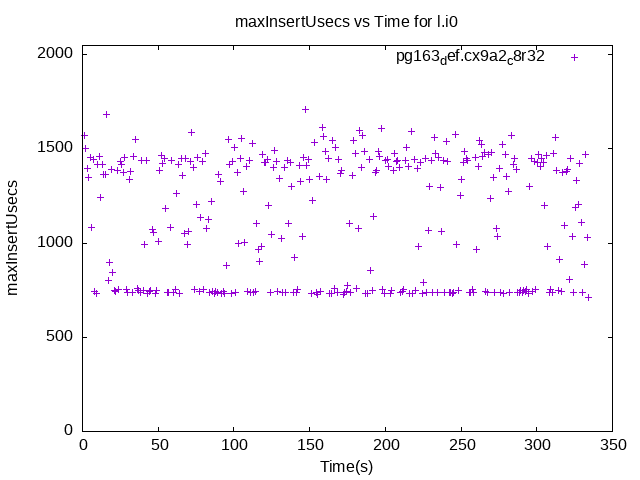 maxInsertUsecs vs Time for l.i0
pg163def.cx9a2c8r32
2000
1500
1000
500
0
maxInsertUsecs
0 50 100 150 200 250 300 350
Time(s)